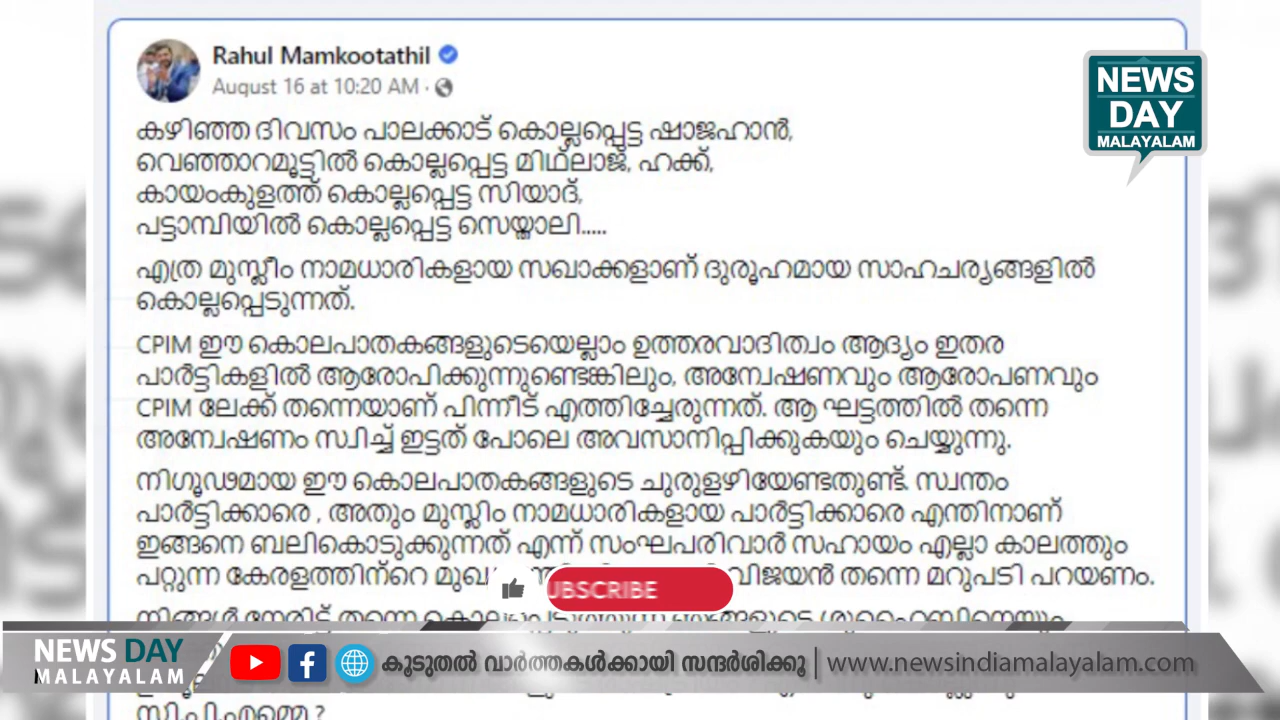 Rahul Mamkootathil
August 16 at 10:20 AM ·
NEWS
DAY
MALAYALAM
കഴിഞ്ഞ ദിവസം പാലക്കാട് കൊല്ലപ്പെട്ട ഷാജഹാൻ,
വെഞ്ഞാറമൂട്ടിൽ കൊല്ലപ്പെട്ട മിഥ്ലാജ്, ഹക്ക്,
കായംകുളത്ത് കൊല്ലപ്പെട്ട സിയാദ്,
പട്ടാമ്പിയിൽ കൊല്ലപ്പെട്ട സെയ്താലി.....
എത്ര മുസ്ലീം നാമധാരികളായ സഖാക്കളാണ് ദുരൂഹമായ സാഹചര്യങ്ങളിൽ
കൊല്ലപ്പെടുന്നത്.
CPIM ഈ കൊലപാതകങ്ങളുടെയെല്ലാം ഉത്തരവാദിത്വം ആദ്യം ഇതര
പാർട്ടികളിൽ ആരോപിക്കുന്നുണ്ടെങ്കിലും, അന്വേഷണവും ആരോപണവും
CPIM ലേക്ക് തന്നെയാണ് പിന്നീട് എത്തിച്ചേരുന്നത്. ആ ഘട്ടത്തിൽ തന്നെ
അന്വേഷണം സ്വിച്ച് ഇട്ടത് പോലെ അവസാനിപ്പിക്കുകയും ചെയ്യുന്നു.
നിഗൂഢമായ ഈ കൊലപാതകങ്ങളുടെ ചുരുളഴിയേണ്ടതുണ്ട്. സ്വന്തം
പാർട്ടിക്കാരെ , അതും മുസ്ലിം നാമധാരികളായ പാർട്ടിക്കാരെ എന്തിനാണ്
ഇങ്ങനെ ബലികൊടുക്കുന്നത് എന്ന് സംഘപരിവാർ സഹായം എല്ലാ കാലത്തും
പറ്റുന്ന കേരളത്തിന്റെ വിജയൻ തന്നെ മറുപടി പറയണം.
UBSCRIBE
നിങ്ങൾ നേരിട്ട് തന്നെ
NEWS DAY
MALAYALAM
കൂടുതൽ വാർത്തകൾക്കായി സന്ദർശിക്കൂ | www.newsindiamalayalam.com
സി.പി.എമ്മെ ?